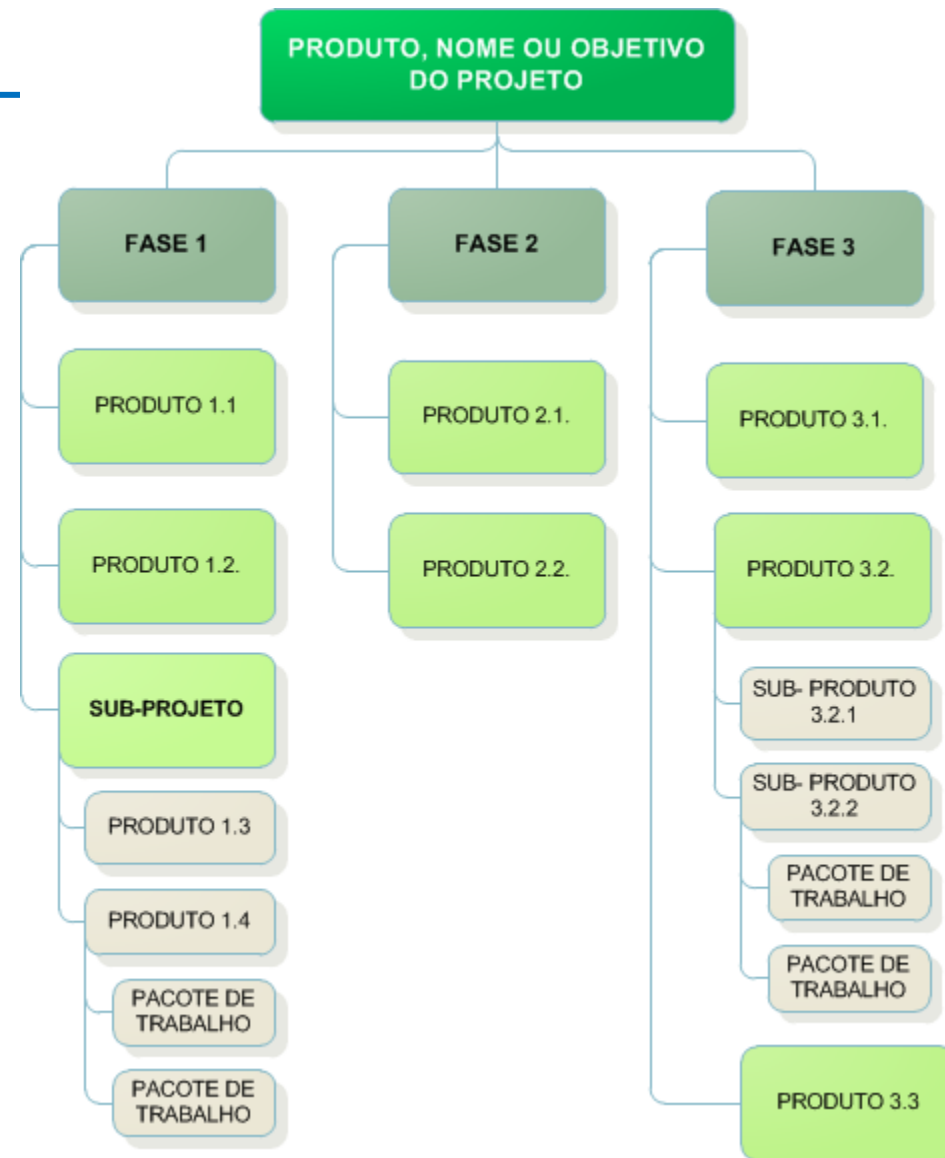 PRODUTO, NOME OU OBJETIVO
DO PROJETO
FASE 1
PRODUTO 1.1
PRODUTO 1.2.
SUB-PROJETO
PRODUTO 1.3
PRODUTO 1.4
PACOTE DE
TRABALHO
PACOTE DE
TRABALHO
FASE 2
PRODUTO 2.1.
PRODUTO 2.2.
FASE 3
PRODUTO 3.1.
PRODUTO 3.2.
SUB- PRODUTO
3.2.1
SUB- PRODUTO
3.2.2
PACOTE DE
TRABALHO
PACOTE DE
TRABALHO
PRODUTO 3.3